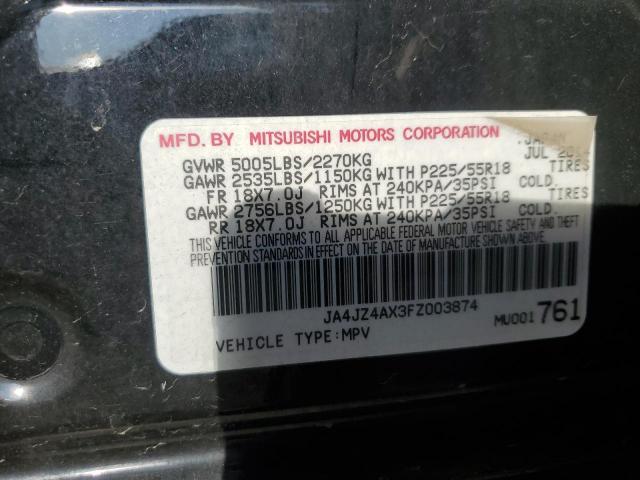 MFD. BY MITSUBISHI MOTORS CORPORATION JAPAN
GVWR 5005LBS/2270KG JUL
GAWR 2535LBS/1150KG WITH P225/55R18 TIRES
FR 18X7.0J RIMS AT 240KPA/35PSI COLD.
GAWR 2756LBS/1250KG WITH P225/55R18 TIRES
RR 18X7.0J RIMS AT 240KPA/35PSI COLD.
THIS VEHICLE CONFORMS TO ALL APPLICABLE FEDERAL MOTOR VEHICLE SAFETY AND THEFT
PREVENTION STANDARDS IN EFFECT ON THE DATE OF MANUFACTURE SHOWN ABOVE.
JA4JZ4AX3FZ003874
MU001 761
VEHICLE TYPE:MPV